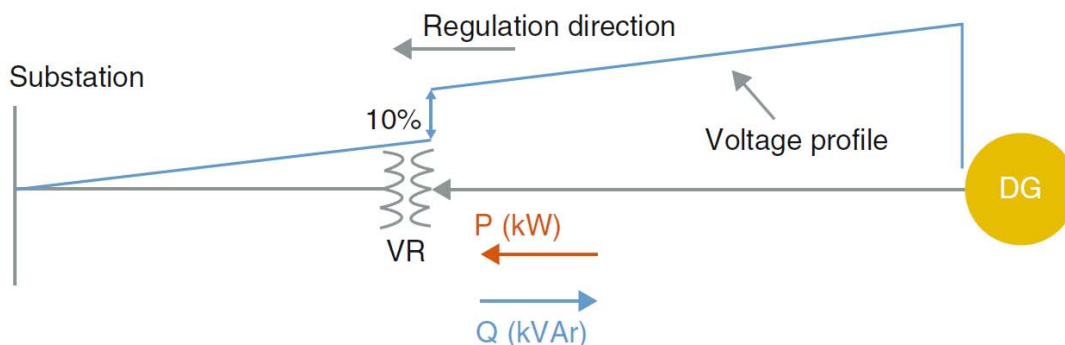 Regulation direction
Substation
10%
Voltage profile
DG
P (kW)
VR
Q (kVAr)